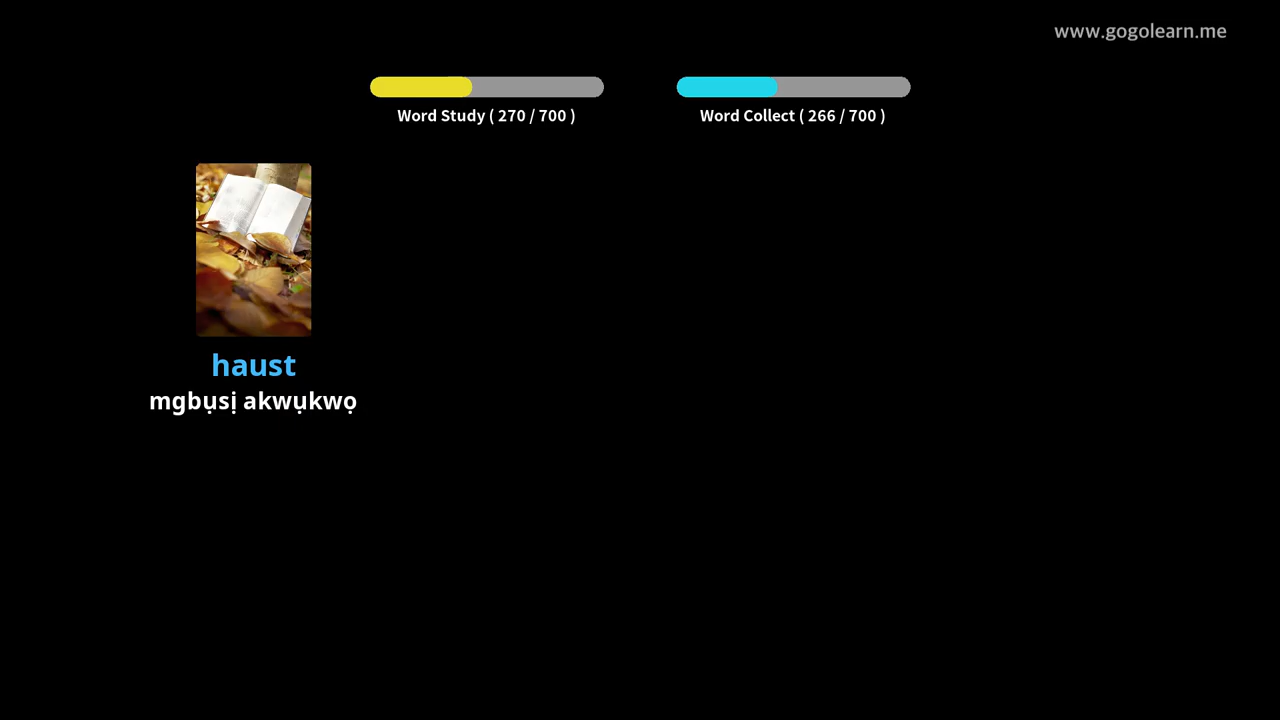 www.gogolearn.me
Word Study ( 270 / 700 )
Word Collect ( 266 / 700 )
haust
mgbụsị akwụkwọ